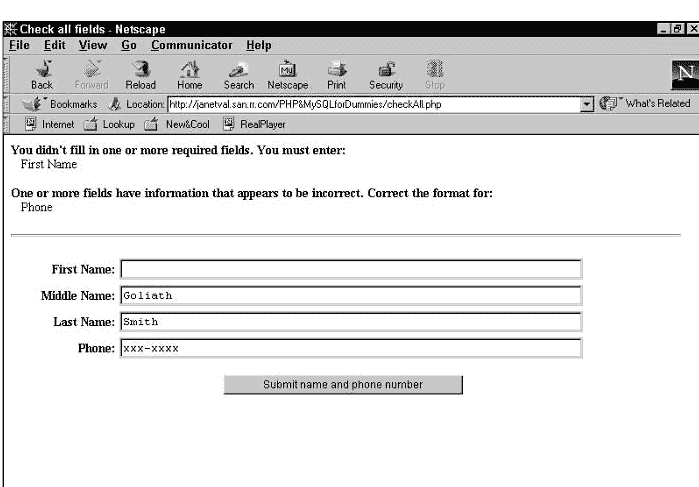 Check all fields - Netscape
File Edit View Go Communicator Help
My
N
Back Forward Reload Home Search Netscape Print Security Stop
Bookmarks Location: http://janetval.san.rr.com/PHP&MySQLforDummies/checkAll.php What's Related
Internet Lookup New&Cool RealPlayer
You didn't fill in one or more required fields. You must enter:
First Name
One or more fields have information that appears to be incorrect. Correct the format for:
Phone
First Name:
Middle Name: Goliath
Last Name: Smith
Phone: xxx-xxxx
Submit name and phone number